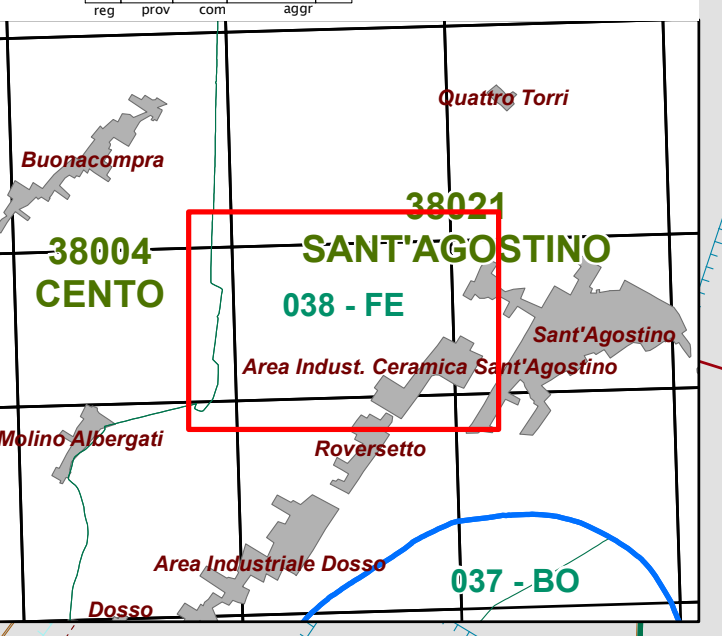 reg prov com aggr
Quattro Torri
Buonacompra
38021
SANT'AGOSTINO
38004
CENTO
038 - FE
Sant'Agostino
Area Indust. Ceramica Sant'Agostino
Molino Albergati
Roversetto
Area Industriale Dosso
037 - BO
Dosso